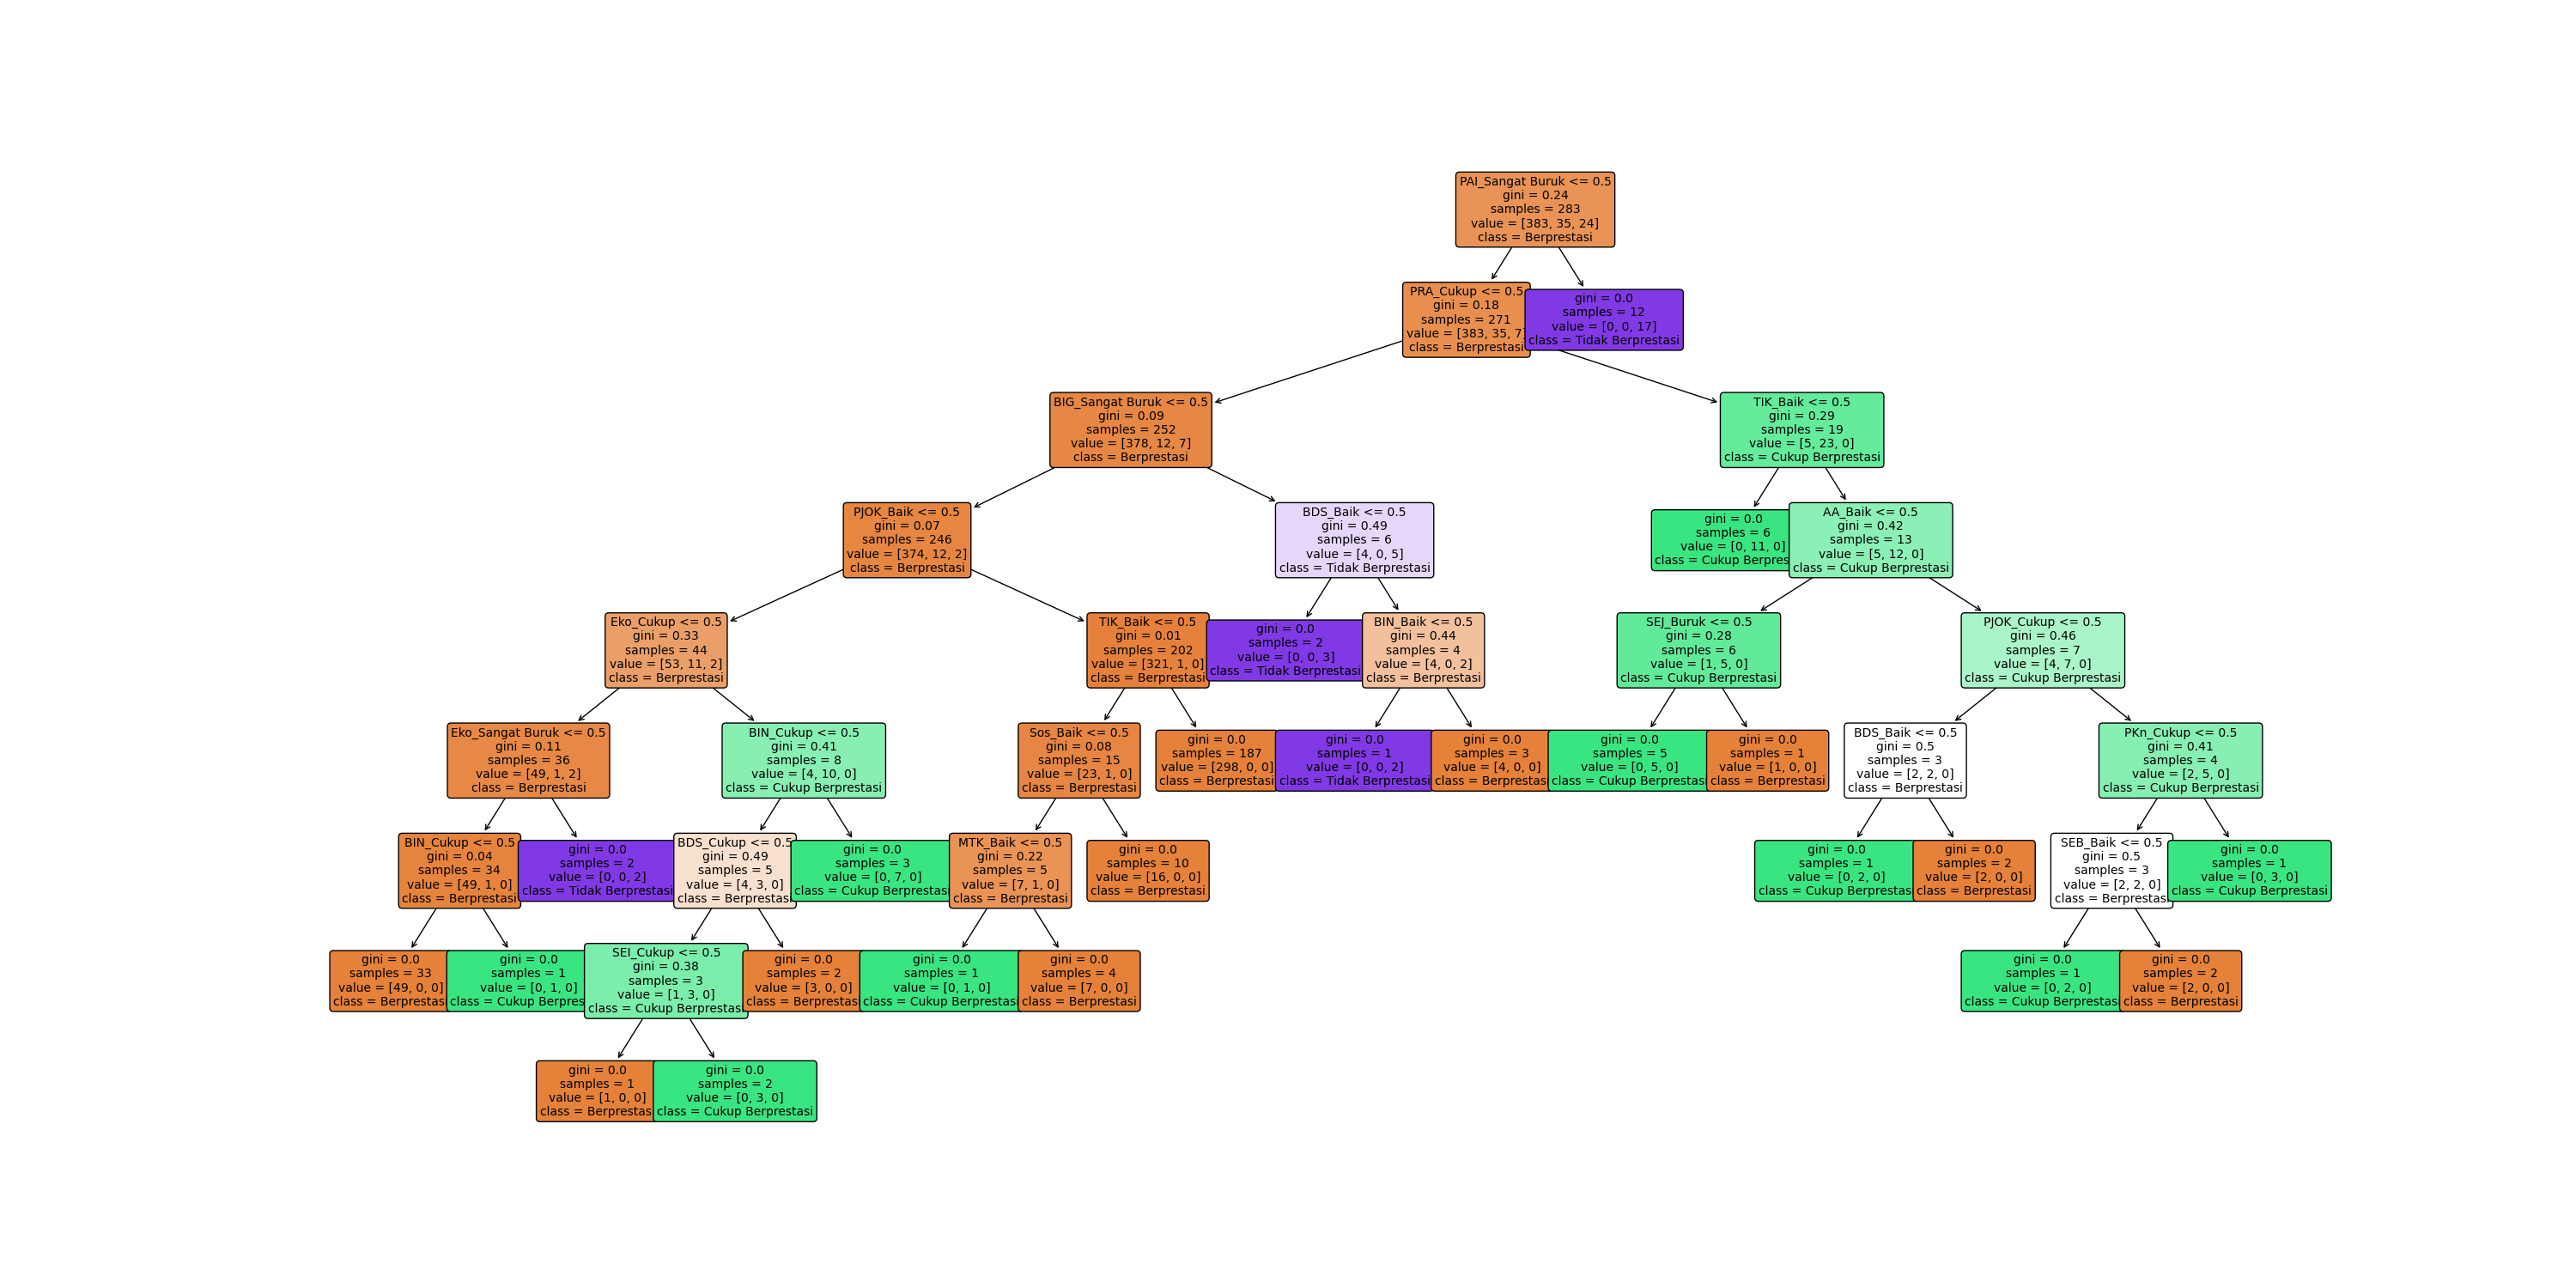 PAI_Sangat Buruk <= 0.5
gini = 0.24
samples = 283
value = [383, 35, 24]
class = Berprestasi
PRA_Cukup <= 0.5
gini = 0.18
samples = 271
value = [383, 35, 7]
class = Berprestasi
gini = 0.0
samples = 12
value = [0, 0, 17]
class = Tidak Berprestasi
BIG_Sangat Buruk <= 0.5
gini = 0.09
samples = 252
value = [378, 12, 7]
class = Berprestasi
TIK_Baik <= 0.5
gini = 0.29
samples = 19
value = [5, 23, 0]
class = Cukup Berprestasi
PJOK_Baik <= 0.5
gini = 0.07
samples = 246
value = [374, 12, 2]
class = Berprestasi
BDS_Baik <= 0.5
gini = 0.49
samples = 6
value = [4, 0, 5]
class = Tidak Berprestasi
gini = 0.0
samples = 6
value = [0, 11, 0]
class = Cukup Berpres
AA_Baik <= 0.5
gini = 0.42
samples = 13
value = [5, 12, 0]
class = Cukup Berprestasi
Eko_Cukup <= 0.5
gini = 0.33
samples = 44
value = [53, 11, 2]
class = Berprestasi
TIK_Baik <= 0.5
gini = 0.01
samples = 202
value = [321, 1, 0]
class = Berprestasi
gini = 0.0
samples = 2
value = [0, 0, 3]
class = Tidak Berprestasi
BIN_Baik <= 0.5
gini = 0.44
samples = 4
value = [4, 0, 2]
class = Berprestasi
SEJ_Buruk <= 0.5
gini = 0.28
samples = 6
value = [1, 5, 0]
class = Cukup Berprestasi
PJOK_Cukup <= 0.5
gini = 0.46
samples = 7
value = [4, 7, 0]
class = Cukup Berprestasi
Eko_Sangat Buruk <= 0.5
gini = 0.11
samples = 36
value = [49, 1, 2]
class = Berprestasi
BIN_Cukup <= 0.5
gini = 0.41
samples = 8
value = [4, 10, 0]
class = Cukup Berprestasi
Sos_Baik <= 0.5
gini = 0.08
samples = 15
value = [23, 1, 0]
class = Berprestasi
gini = 0.0
samples = 187
value = [298, 0, 0]
class = Berprestasi
gini = 0.0
samples = 1
value = [0, 0, 2]
class = Tidak Berprestasi
gini = 0.0
samples = 3
value = [4, 0, 0]
class = Berprestasi
gini = 0.0
samples = 5
value = [0, 5, 0]
class = Cukup Berprestasi
gini = 0.0
samples = 1
value = [1, 0, 0]
class = Berprestasi
BDS_Baik <= 0.5
gini = 0.5
samples = 3
value = [2, 2, 0]
class = Berprestasi
PKn_Cukup <= 0.5
gini = 0.41
samples = 4
value = [2, 5, 0]
class = Cukup Berprestasi
BIN_Cukup <= 0.5
gini = 0.04
samples = 34
value = [49, 1, 0]
class = Berprestasi
gini = 0.0
samples = 2
value = [0, 0, 2]
class = Tidak Berprestasi
BDS_Cukup <= 0.5
gini = 0.49
samples = 5
value = [4, 3, 0]
class = Berprestasi
gini = 0.0
samples = 3
value = [0, 7, 0]
class = Cukup Berprestasi
MTK_Baik <= 0.5
gini = 0.22
samples = 5
value = [7, 1, 0]
class = Berprestasi
gini = 0.0
samples = 10
value = [16, 0, 0]
class = Berprestasi
gini = 0.0
samples = 1
value = [0, 2, 0]
class = Cukup Berprestasi
gini = 0.0
samples = 2
value = [2, 0, 0]
class = Berprestasi
SEB_Baik <= 0.5
gini = 0.5
samples = 3
value = [2, 2, 0]
class = Berprestasi
gini = 0.0
samples = 1
value = [0, 3, 0]
class = Cukup Berprestasi
gini = 0.0
samples = 33
value = [49, 0, 0]
class = Berprestasi
gini = 0.0
samples = 1
value = [0, 1, 0]
class = Cukup Berpres
SEI_Cukup <= 0.5
gini = 0.38
samples = 3
value = [1, 3, 0]
class = Cukup Berprestasi
gini = 0.0
samples = 2
value = [3, 0, 0]
class = Berprestasi
gini = 0.0
samples = 1
value = [0, 1, 0]
class = Cukup Berprestasi
gini = 0.0
samples = 4
value = [7, 0, 0]
class = Berprestasi
gini = 0.0
samples = 1
value = [0, 2, 0]
class = Cukup Berprestasi
gini = 0.0
samples = 2
value = [2, 0, 0]
class = Berprestasi
gini = 0.0
samples = 1
value = [1, 0, 0]
class = Berprestas
gini = 0.0
samples = 2
value = [0, 3, 0]
class = Cukup Berprestasi